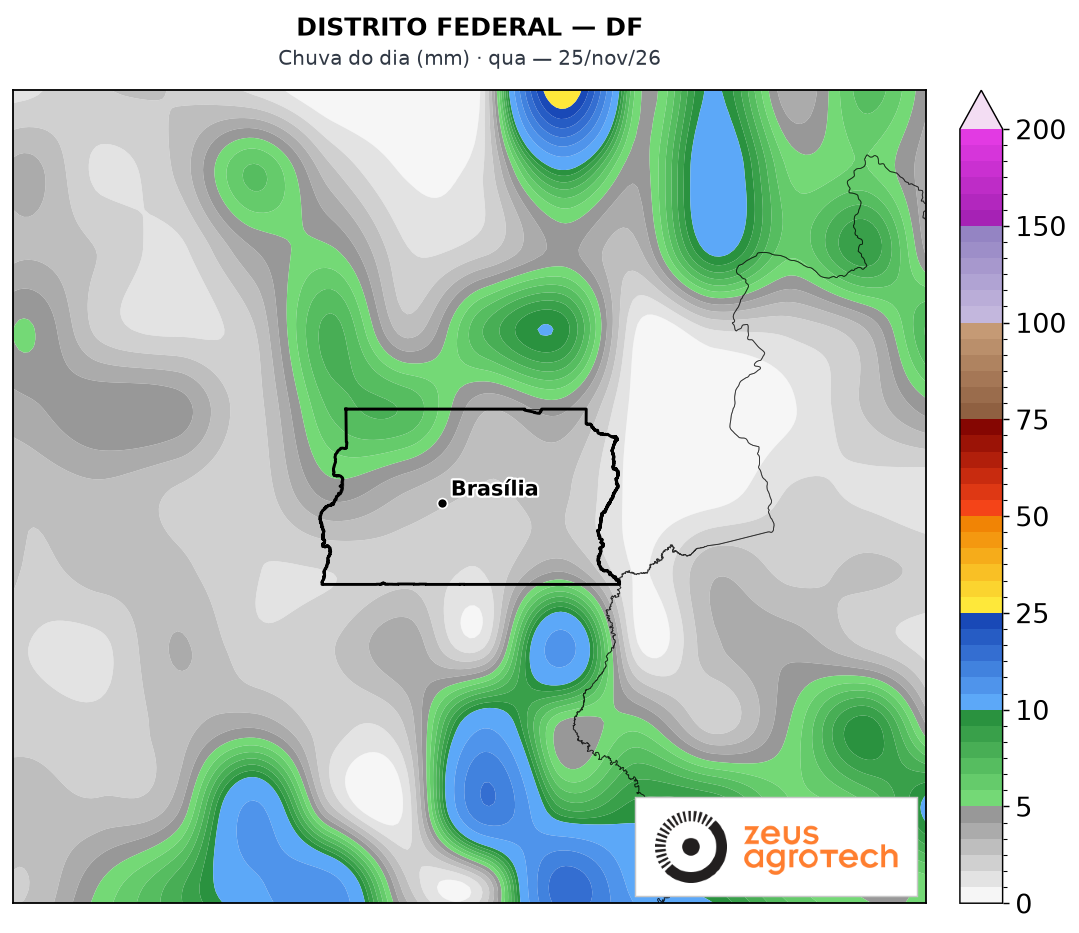 DISTRITO FEDERAL — DF
Chuva do dia (mm) · qua — 25/nov/26
200
150
100
75
50
25
10
5
0
Brasília
zeus
agrotech